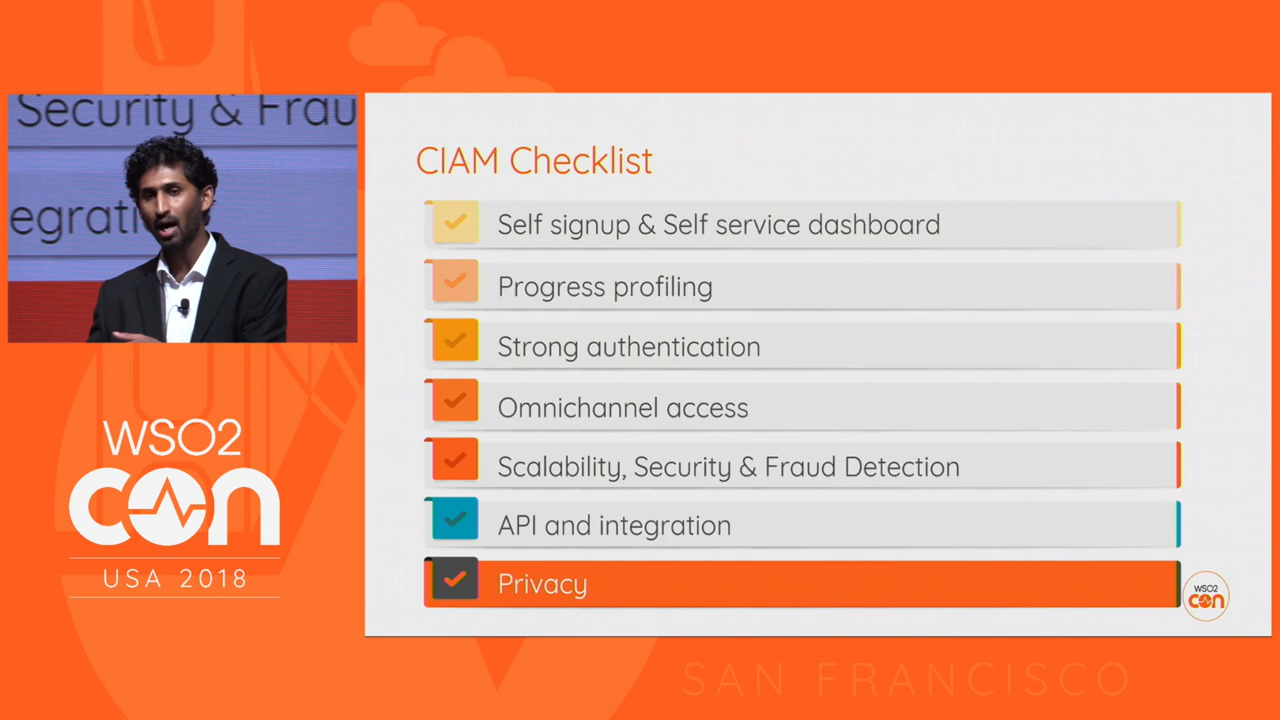 Security & Frau
egrati
WSO2
con
USA 2018
CIAM Checklist
Self signup & Self service dashboard
Progress profiling
Strong authentication
Omnichannel access
Scalability, Security & Fraud Detection
API and integration
Privacy
WSO2
con
SAN FRANCISCO